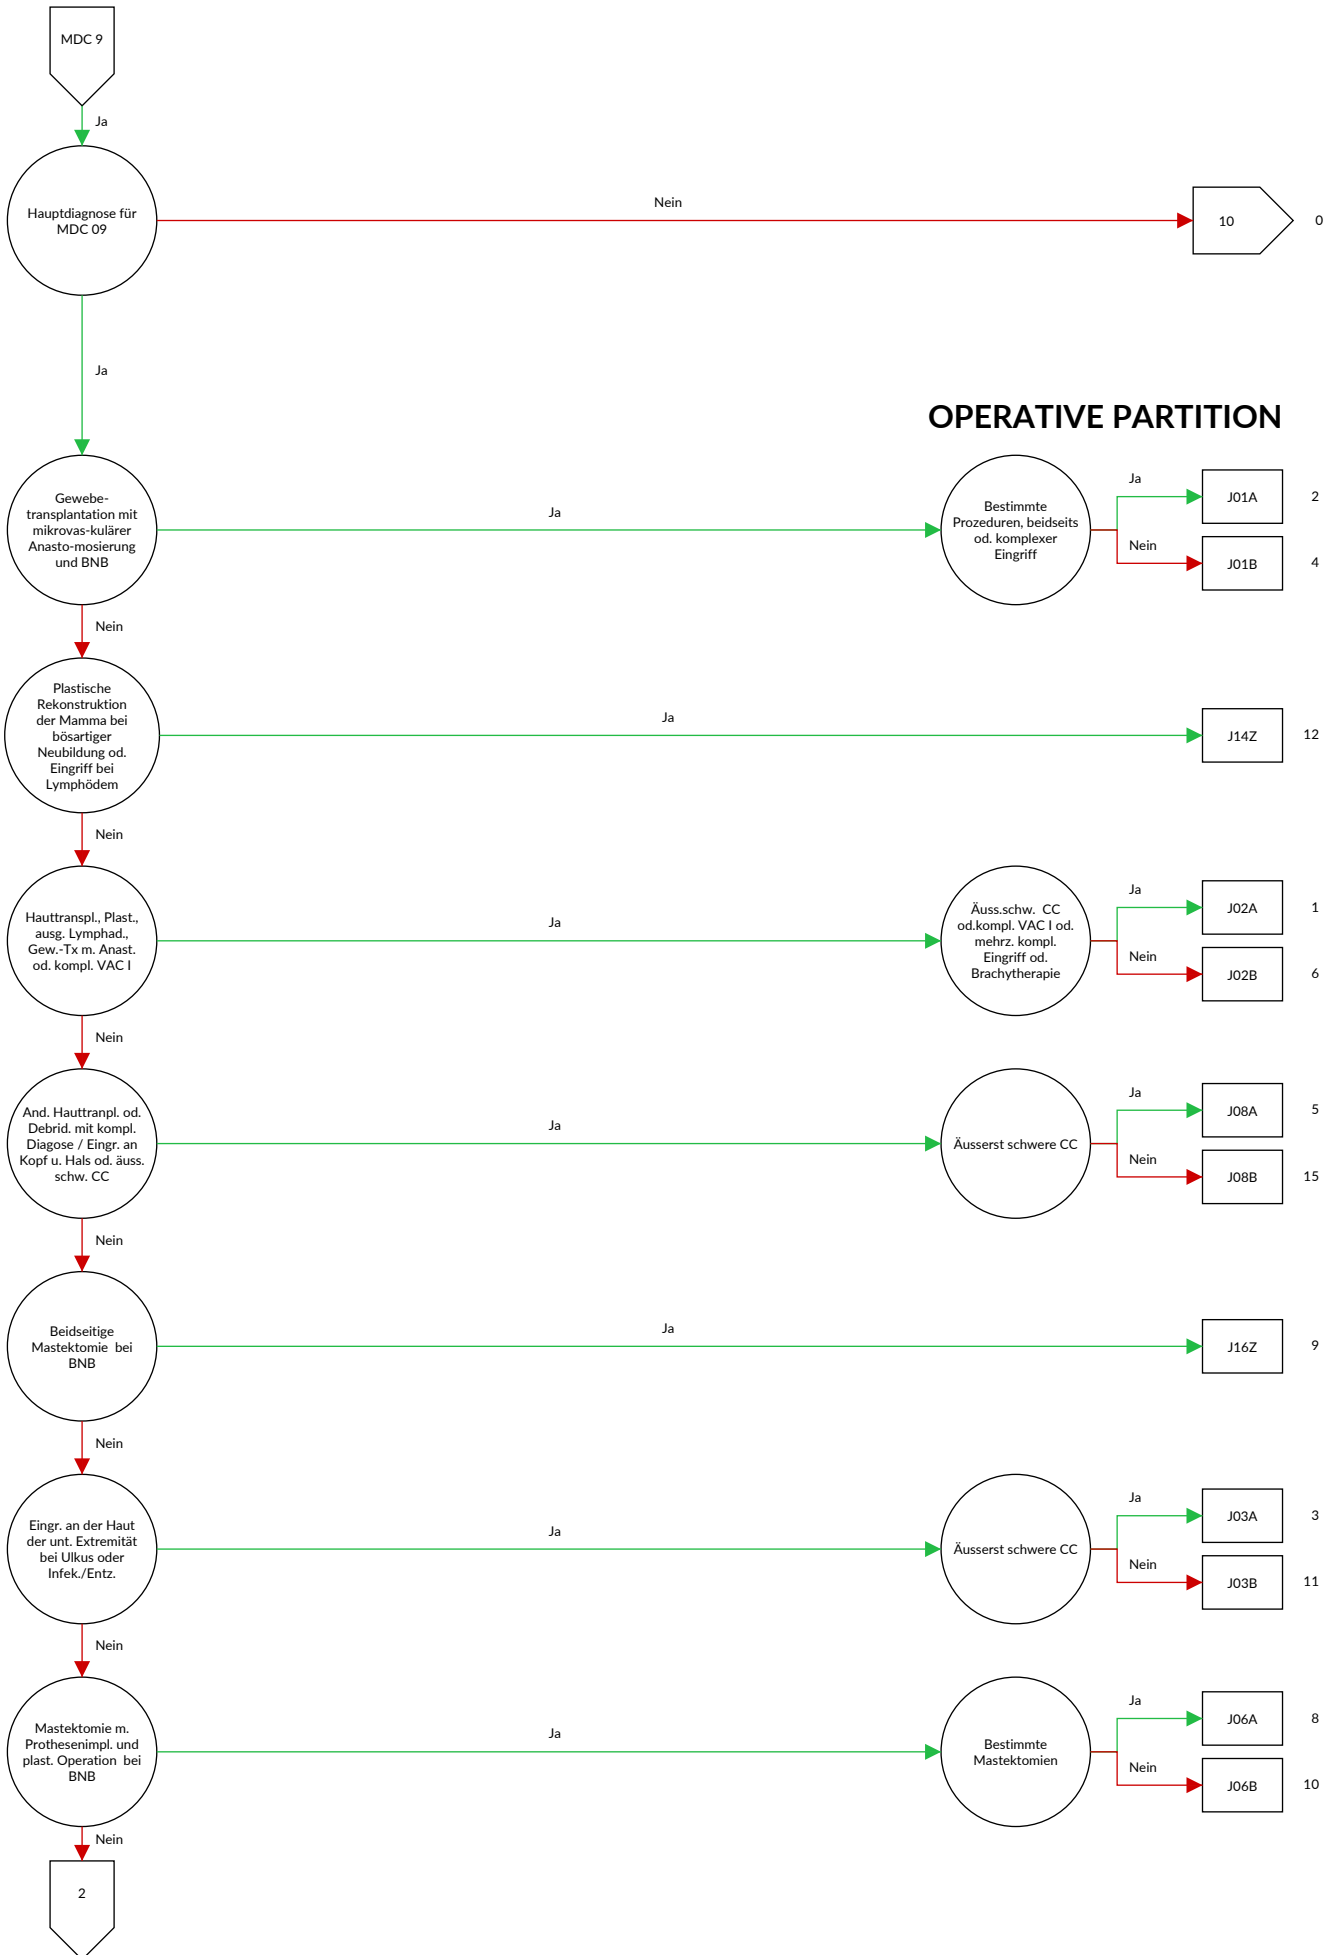 MDC 9
Ja
Hauptdiagnose für
MDC 09
Nein
10
0
Ja
OPERATIVE PARTITION
Gewebe-
transplantation mit
mikrovas-kulärer
Anasto-mosierung
und BNB
Ja
Bestimmte
Prozeduren, beidseits
od. komplexer
Eingriff
Ja
J01A
2
Nein
J01B
4
Nein
Plastische
Rekonstruktion
der Mamma bei
bösartiger
Neubildung od.
Eingriff bei
Lymphödem
Ja
J14Z
12
Nein
Hauttranspl., Plast.,
ausg. Lymphad.,
Gew.-Tx m. Anast.
od. kompl. VAC I
Ja
Äuss.schw.  CC
od.kompl. VAC I od.
mehrz. kompl.
Eingriff od.
Brachytherapie
Ja
J02A
1
Nein
J02B
6
Nein
And. Hauttranpl. od.
Debrid. mit kompl.
Diagose / Eingr. an
Kopf u. Hals od. äuss.
schw. CC
Ja
Äusserst schwere CC
Ja
J08A
5
Nein
J08B
15
Nein
Beidseitige
Mastektomie  bei
BNB
Ja
J16Z
9
Nein
Eingr. an der Haut
der unt. Extremität
bei Ulkus oder
Infek./Entz.
Ja
Äusserst schwere CC
Ja
J03A
3
Nein
J03B
11
Nein
Mastektomie m.
Prothesenimpl. und
plast. Operation  bei
BNB
Ja
Bestimmte
Mastektomien
Ja
J06A
8
Nein
J06B
10
Nein
2